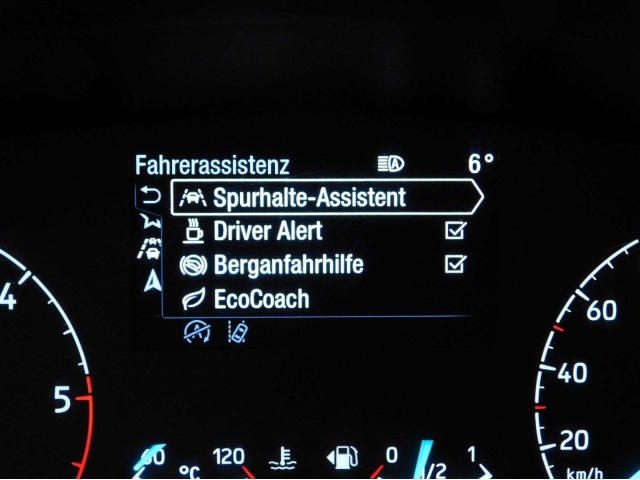 Fahrerassistenz 6°
Spurhalte-Assistent
Driver Alert
Berganfahrhilfe
EcoCoach
4
5
60
40
20
km/h
60 °C 120
0 1/2 1